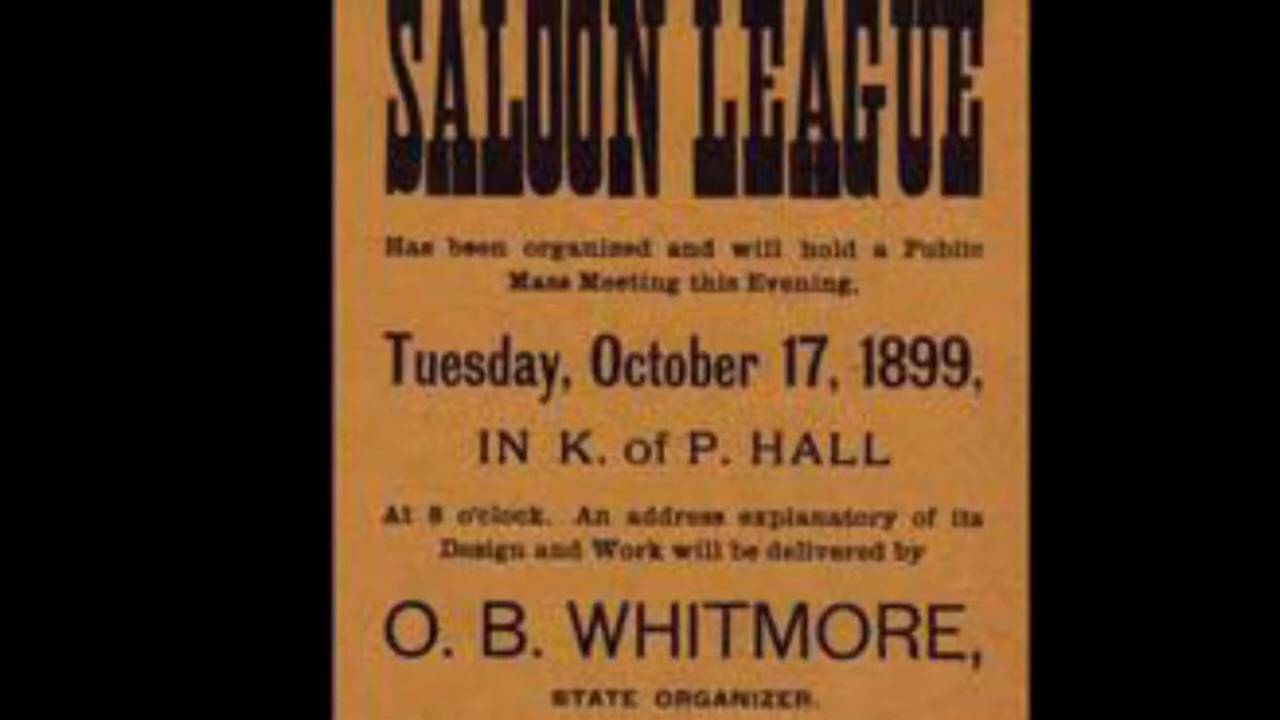 SALOON LEAGUE
Has been organized and will hold a Public
Mass Meeting this Evening,
Tuesday, October 17, 1899,
IN K. of P. HALL
At 8 o'clock. An address explanatory of its
Design and Work will be delivered by
O. B. WHITMORE,
STATE ORGANIZER.